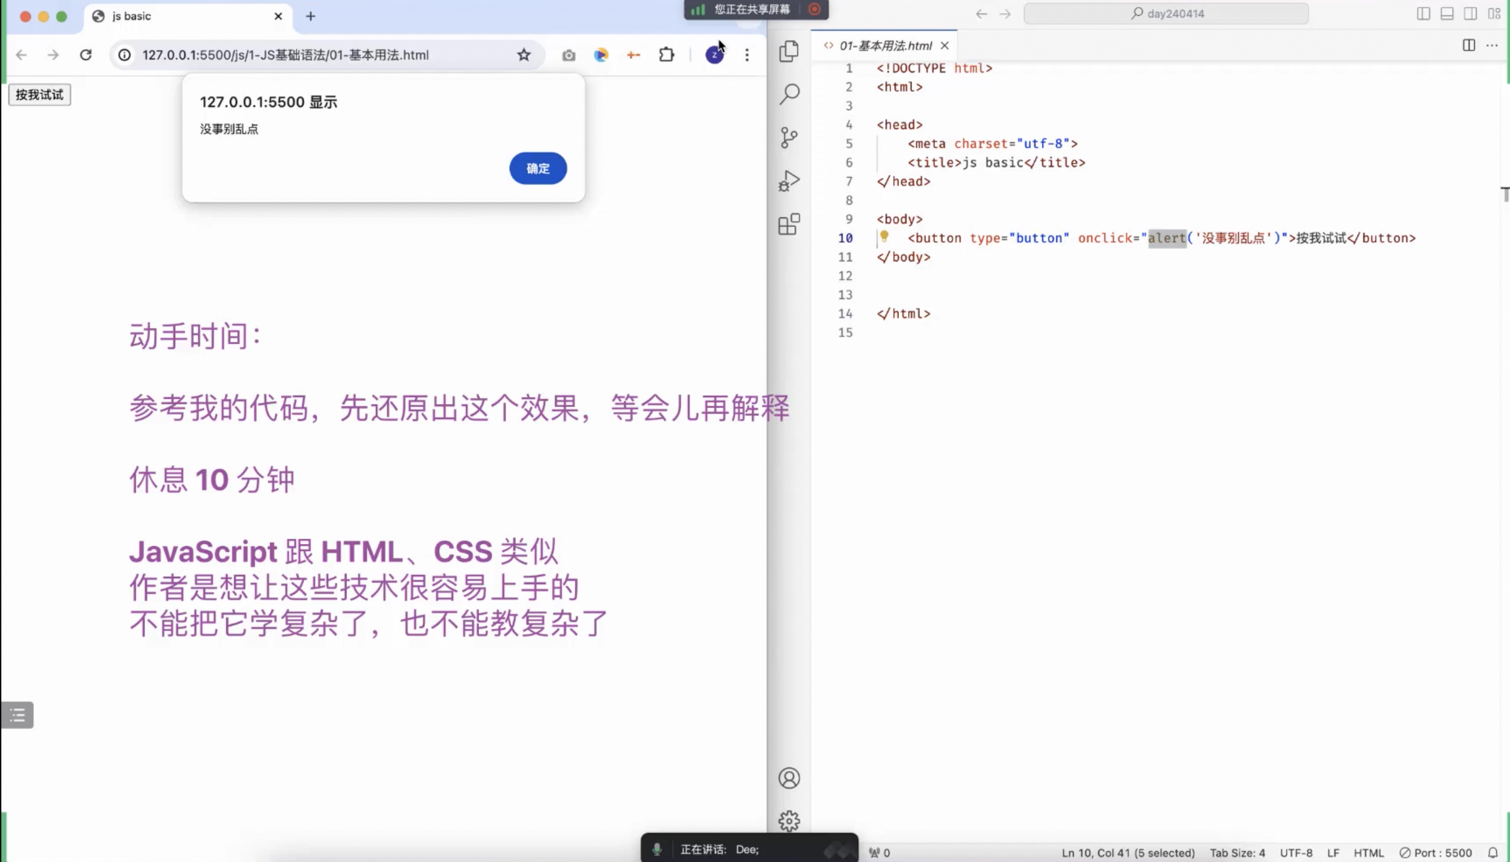 js basic
您正在共享屏幕
day240414
127.0.0.1:5500/js/1-JS基础语法/01-基本用法.html
z
按我试试
127.0.0.1:5500 显示
没事别乱点
确定
动手时间：
参考我的代码，先还原出这个效果，等会儿再解释
休息 10 分钟
JavaScript 跟 HTML、CSS 类似
作者是想让这些技术很容易上手的
不能把它学复杂了，也不能教复杂了
01-基本用法.html
1 <!DOCTYPE html>
2 <html>
3
4 <head>
5 <meta charset="utf-8">
6 <title>js basic</title>
7 </head>
8
9 <body>
10 <button type="button" onclick="alert('没事别乱点')">按我试试</button>
11 </body>
12
13
14 </html>
15
正在讲话: Dee;
0
Ln 10, Col 41 (5 selected) Tab Size: 4 UTF-8 LF HTML Port : 5500